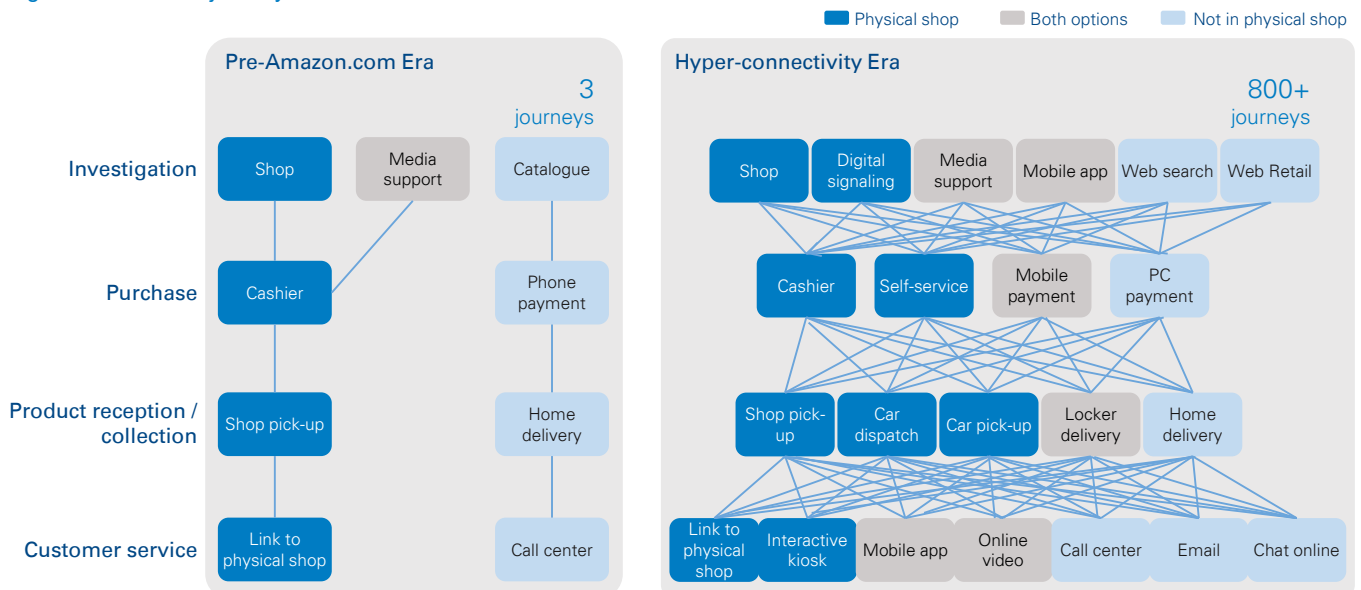 Physical shop
Both options
Not in physical shop
Pre-Amazon.com Era
3
journeys
Hyper-connectivity Era
800+
journeys
Investigation
Shop
Media
support
Catalogue
Shop
Digital
signaling
Media
support
Mobile app
Web search
Web Retail
Purchase
Cashier
Phone
payment
Cashier
Self-service
Mobile
payment
PC
payment
Product reception /
collection
Shop pick-up
Home
delivery
Shop pick-
up
Car
dispatch
Car pick-up
Locker
delivery
Home
delivery
Customer service
Link to
physical shop
Call center
Link to
physical
shop
Interactive
kiosk
Mobile app
Online
video
Call center
Email
Chat online